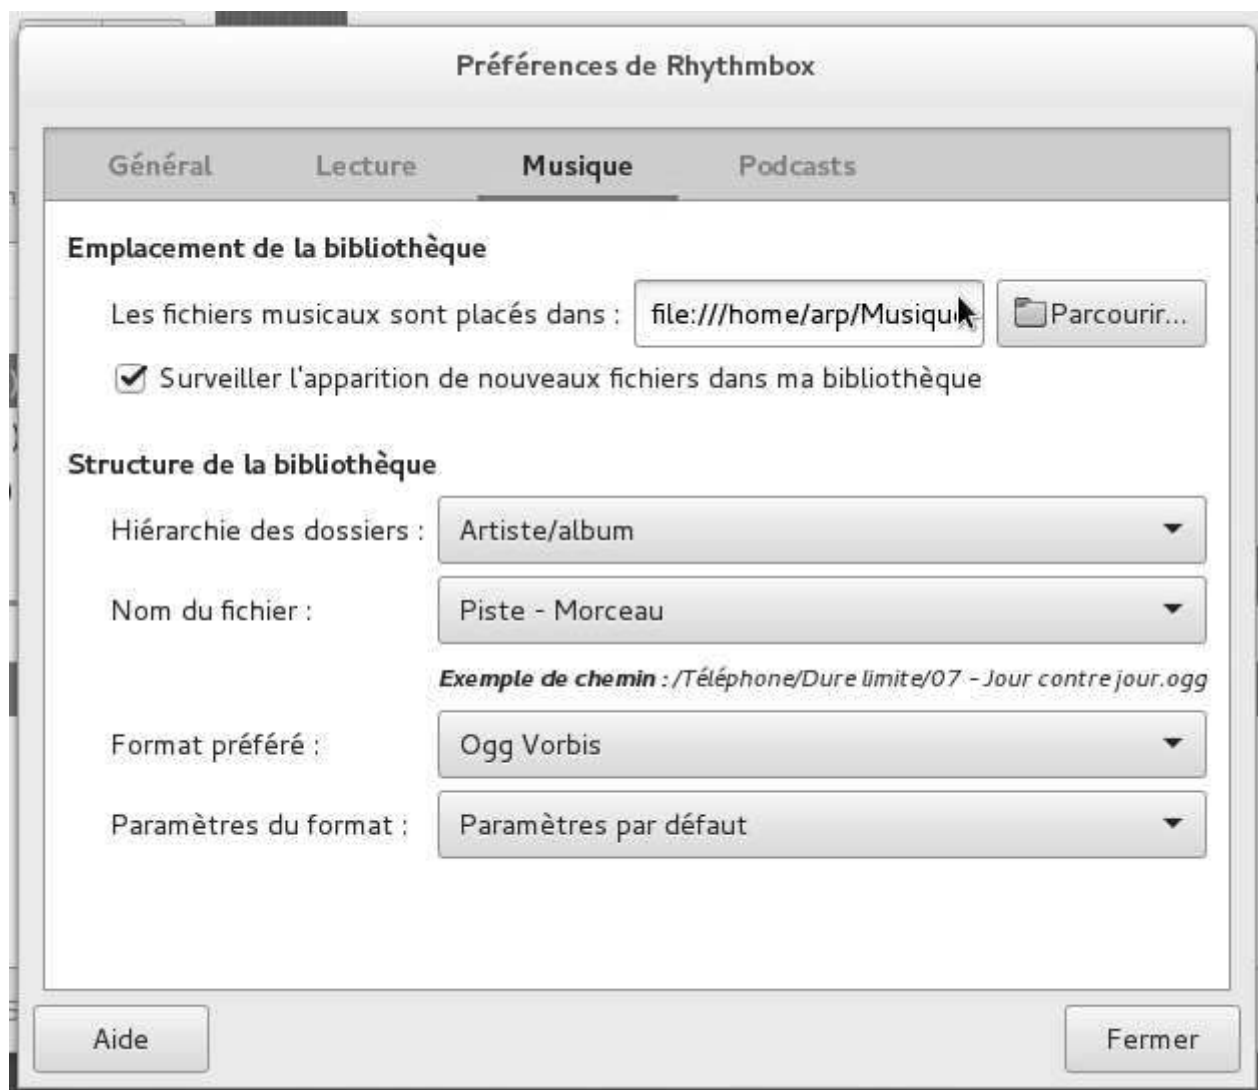 Préférences de Rhythmbox
Général Lecture Musique Podcasts
Emplacement de la bibliothèque
Les fichiers musicaux sont placés dans : file:///home/arp/Musique Parcourir...
Surveiller l'apparition de nouveaux fichiers dans ma bibliothèque
Structure de la bibliothèque
Hiérarchie des dossiers : Artiste/album
Nom du fichier : Piste - Morceau
Exemple de chemin : /Téléphone/Dure limite/07 - Jour contre jour.ogg
Format préféré : Ogg Vorbis
Paramètres du format : Paramètres par défaut
Aide Fermer